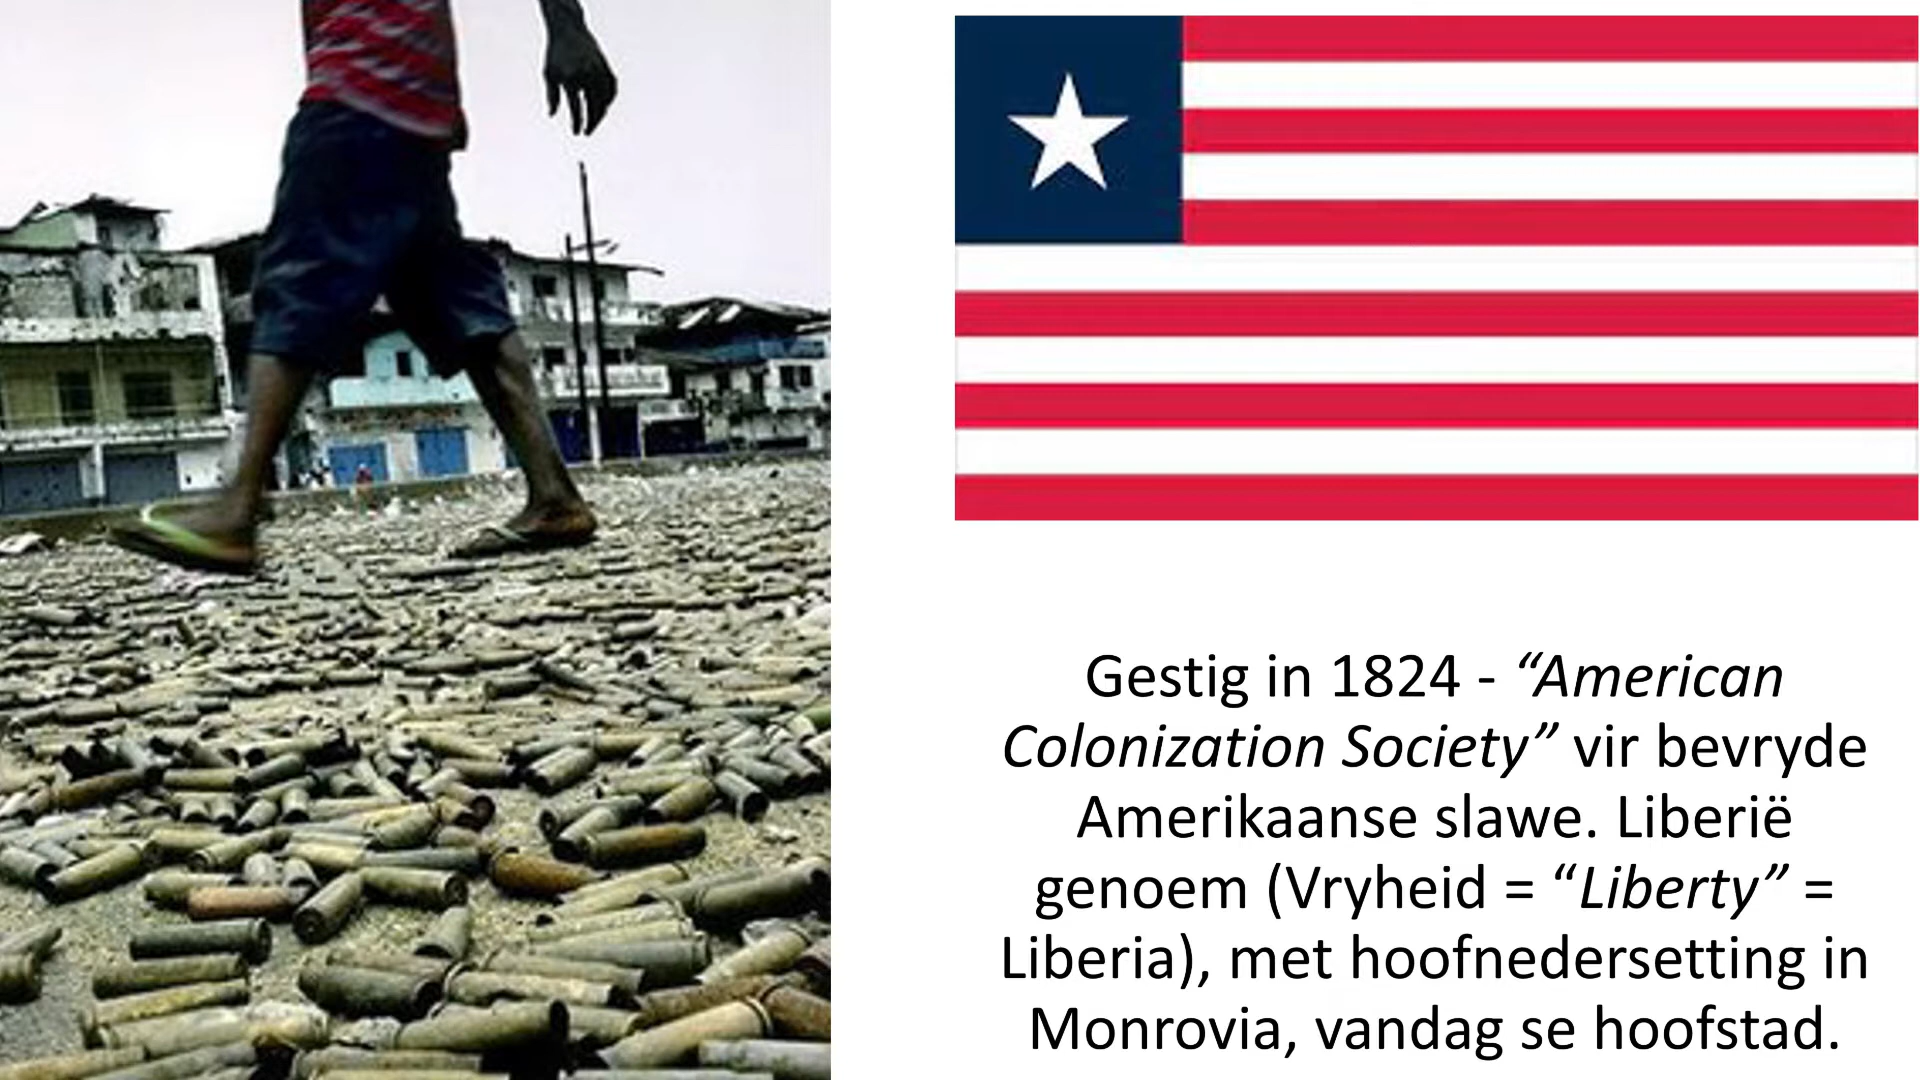 Gestig in 1824 - “American
Colonization Society” vir bevryde
Amerikaanse slawe. Liberië
genoem (Vryheid = “Liberty” =
Liberia), met hoofnedersetting in
Monrovia, vandag se hoofstad.